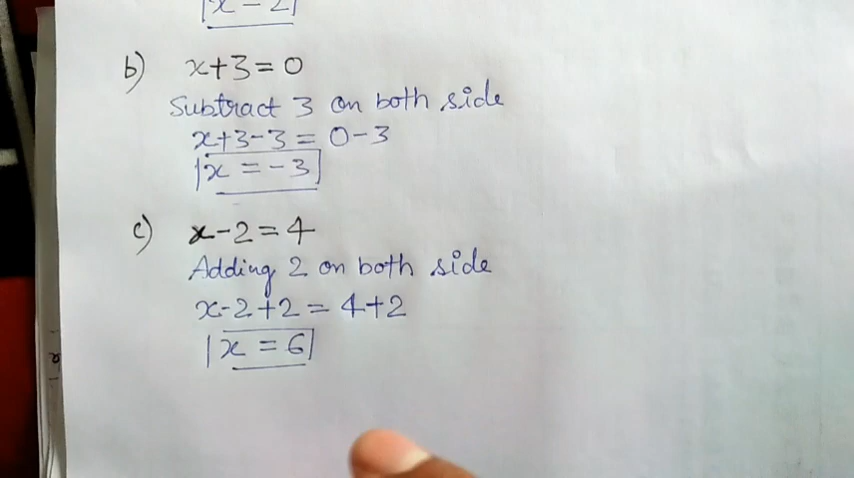 x - 2
b) x+3=0
Subtract 3 on both side
x+3-3=0-3
x = -3
c) x-2=4
Adding 2 on both side
x-2+2=4+2
x = 6